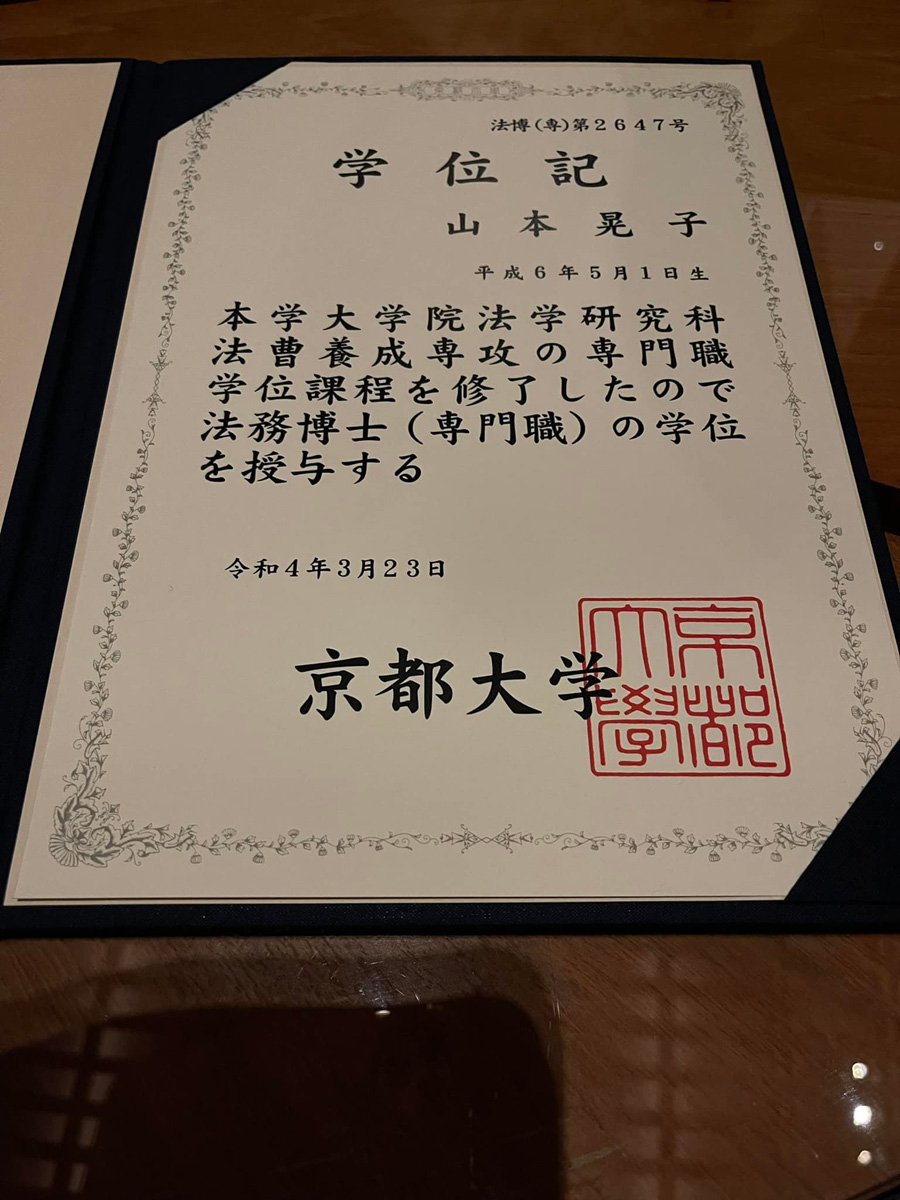 法博(専)第2647号
学位記
山本晃子
平成6年5月1日生
本学大学院法学研究科
法曹養成専攻の専門職
学位課程を修了したので
法務博士(専門職)の学位
を授与する
令和4年3月23日
京都大学
京都
大學